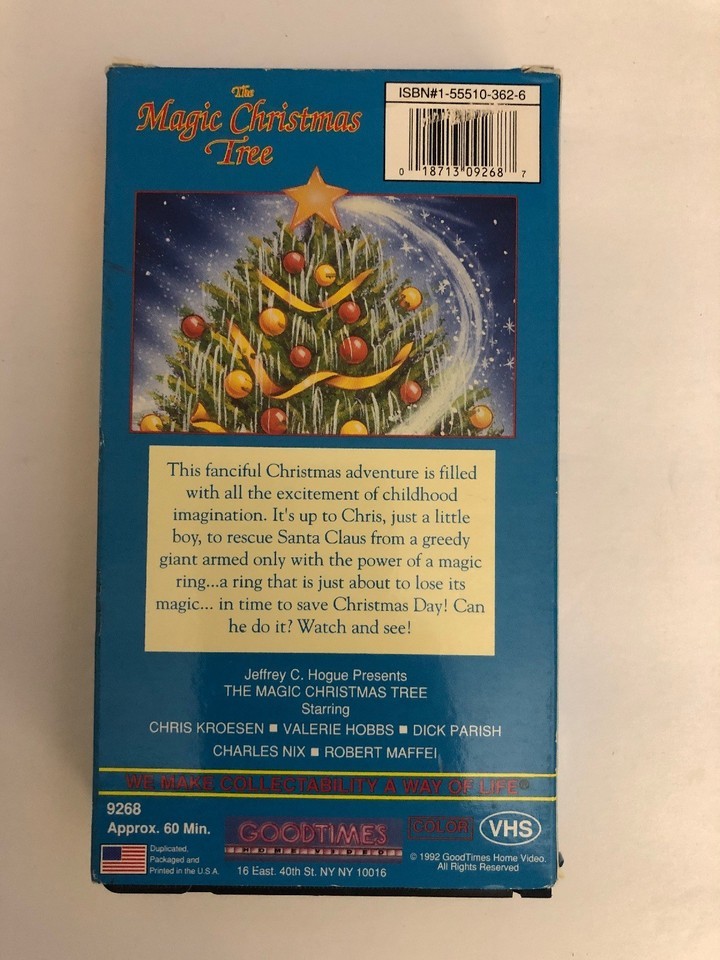 The
Magic Christmas
Tree
ISBN#1-55510-362-6
0 18713 09268 7
This fanciful Christmas adventure is filled
with all the excitement of childhood
imagination. It's up to Chris, just a little
boy, to rescue Santa Claus from a greedy
giant armed only with the power of a magic
ring...a ring that is just about to lose its
magic... in time to save Christmas Day! Can
he do it? Watch and see!
Jeffrey C. Hogue Presents
THE MAGIC CHRISTMAS TREE
Starring
CHRIS KROESEN ■ VALERIE HOBBS ■ DICK PARISH
CHARLES NIX ■ ROBERT MAFFEI
WE MAKE COLLECTABILITY A WAY OF LIFE®
9268
Approx. 60 Min.
Duplicated,
Packaged and
Printed in the U.S.A.
GOODTIMES
HOME VIDEO
16 East. 40th St. NY NY 10016
COLOR
VHS
© 1992 GoodTimes Home Video.
All Rights Reserved